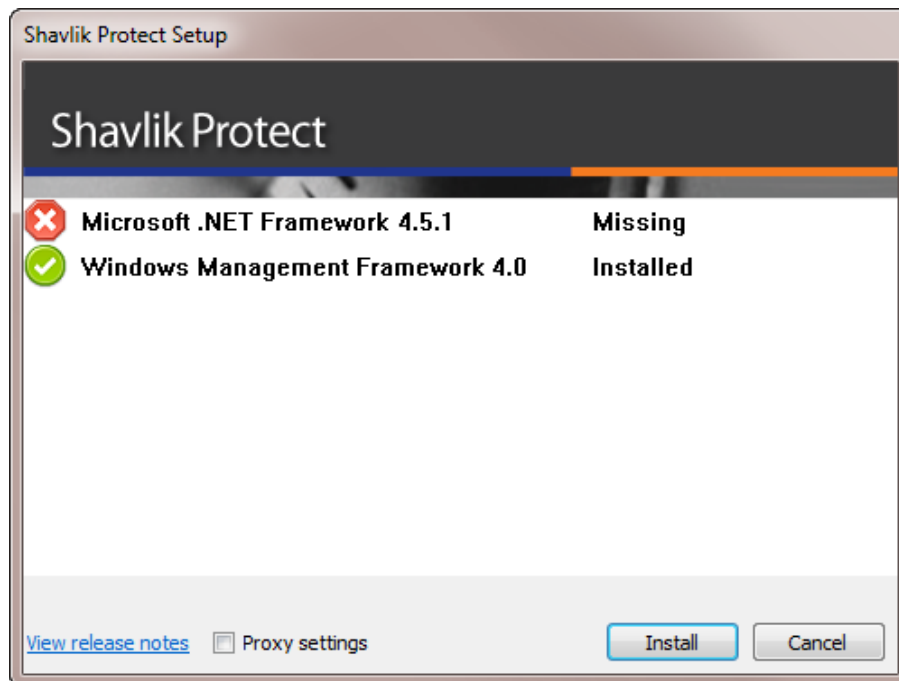 Shavlik Protect Setup
Shavlik Protect
Microsoft .NET Framework 4.5.1 Missing
Windows Management Framework 4.0 Installed
View release notes Proxy settings Install Cancel